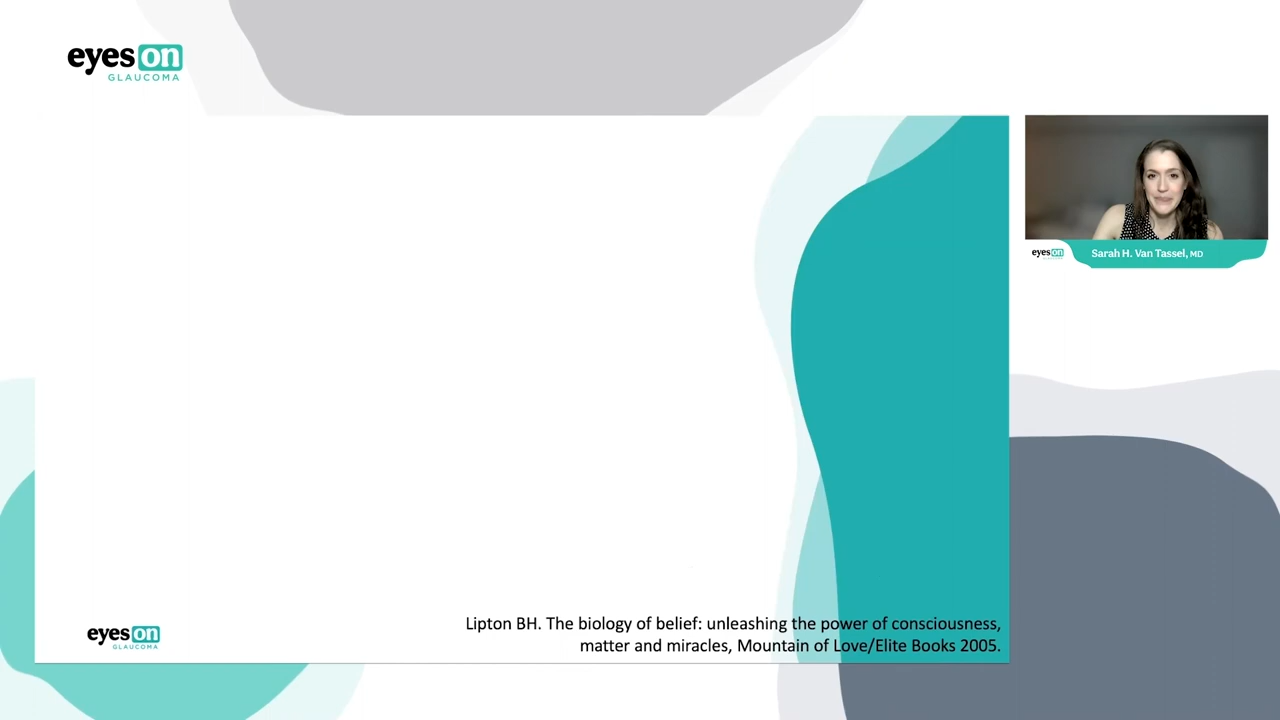 eyes on
GLAUCOMA
eyes on
Sarah H. Van Tassel, MD
Lipton BH. The biology of belief: unleashing the power of consciousness,
matter and miracles, Mountain of Love/Elite Books 2005.
eyes on
GLAUCOMA